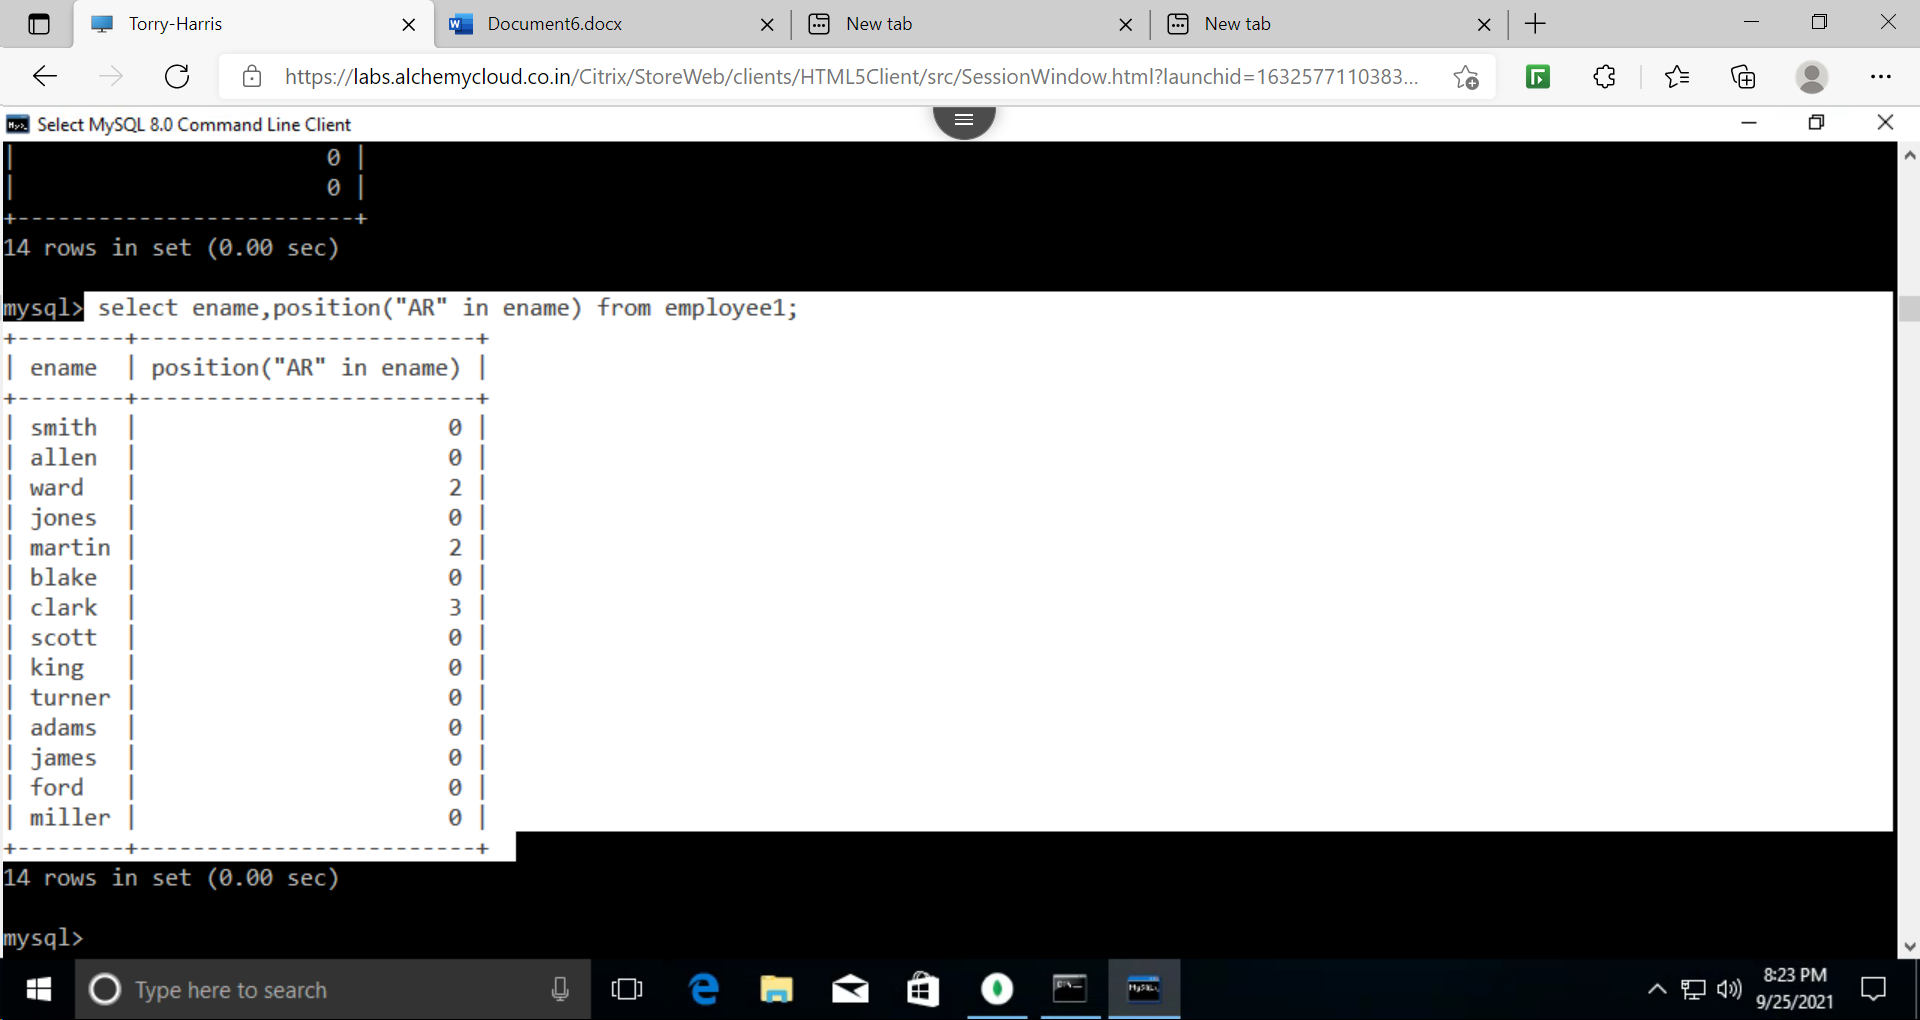 Torry-Harris
Document6.docx
New tab
New tab
https://labs.alchemycloud.co.in/Citrix/StoreWeb/clients/HTML5Client/src/SessionWindow.html?launchid=1632577110383...
Select MySQL 8.0 Command Line Client
| 0 |
| 0 |
+-------------------------+
14 rows in set (0.00 sec)
mysql> select ename,position("AR" in ename) from employee1;
+--------+-------------------------+
| ename | position("AR" in ename) |
+--------+-------------------------+
| smith | 0 |
| allen | 0 |
| ward | 2 |
| jones | 0 |
| martin | 2 |
| blake | 0 |
| clark | 3 |
| scott | 0 |
| king | 0 |
| turner | 0 |
| adams | 0 |
| james | 0 |
| ford | 0 |
| miller | 0 |
+--------+-------------------------+
14 rows in set (0.00 sec)
mysql>
Type here to search
8:23 PM
9/25/2021